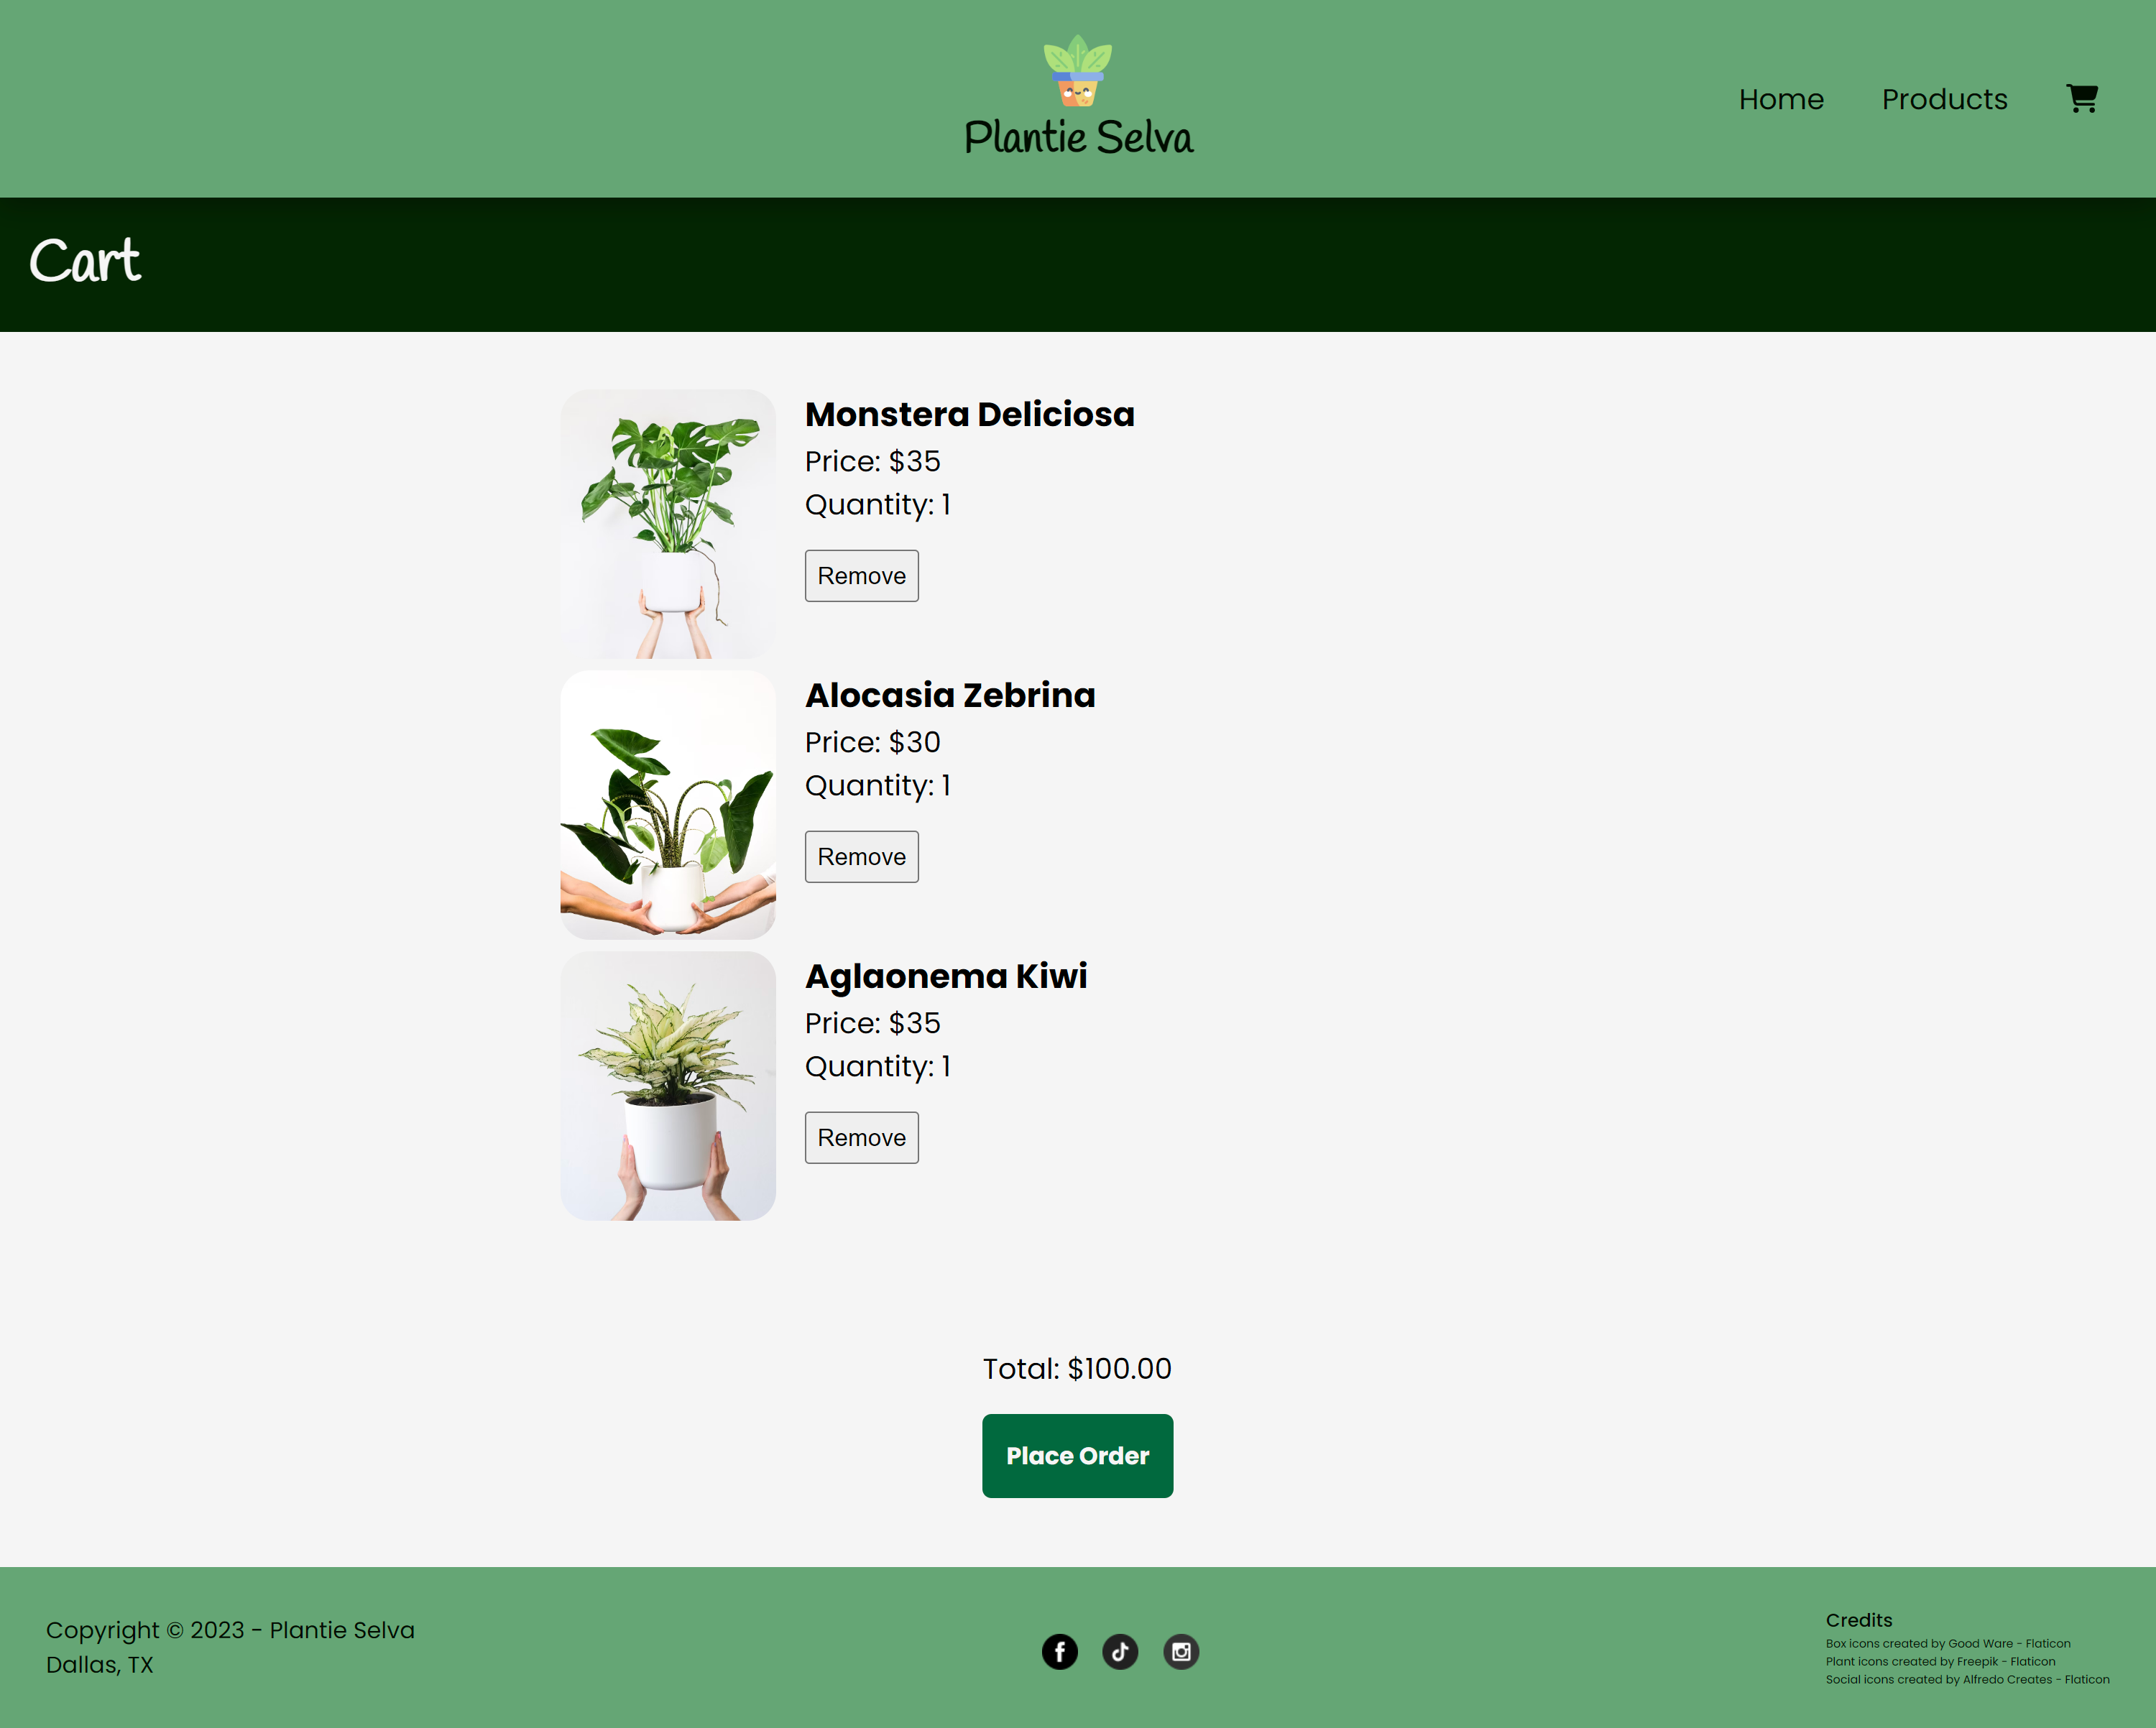 Plantie Selva
Home
Products
Cart
Monstera Deliciosa
Price: $35
Quantity: 1
Remove
Alocasia Zebrina
Price: $30
Quantity: 1
Remove
Aglaonema Kiwi
Price: $35
Quantity: 1
Remove
Total: $100.00
Place Order
Copyright © 2023 - Plantie Selva
Dallas, TX
Credits
Box icons created by Good Ware - Flaticon
Plant icons created by Freepik - Flaticon
Social icons created by Alfredo Creates - Flaticon